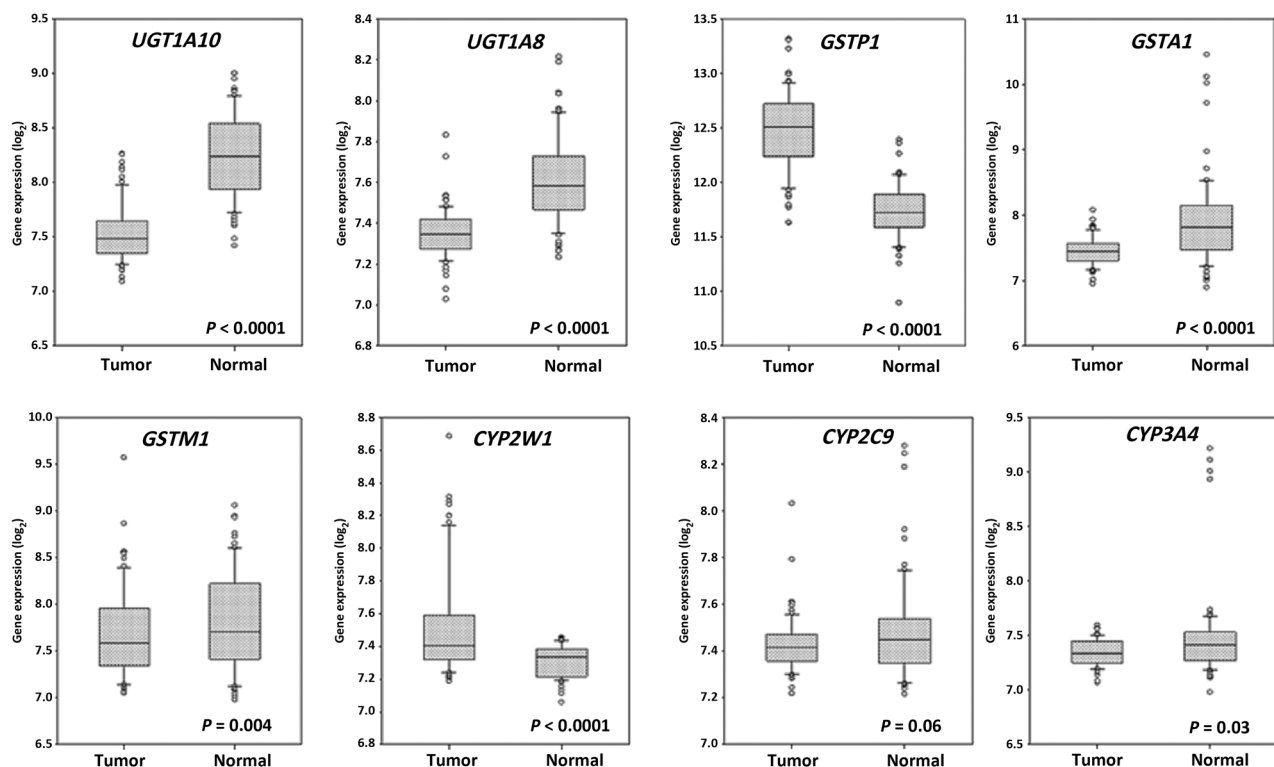 UGT1A10
Gene expression (log2)
9.5
9.0
8.5
8.0
7.5
7.0
6.5
P < 0.0001
Tumor Normal
UGT1A8
Gene expression (log2)
8.4
8.2
8.0
7.8
7.6
7.4
7.2
7.0
6.8
P < 0.0001
Tumor Normal
GSTP1
Gene expression (log2)
13.5
13.0
12.5
12.0
11.5
11.0
10.5
P < 0.0001
Tumor Normal
GSTA1
Gene expression (log2)
11
10
9
8
7
6
P < 0.0001
Tumor Normal
GSTM1
Gene expression (log2)
10.0
9.5
9.0
8.5
8.0
7.5
7.0
6.5
P = 0.004
Tumor Normal
CYP2W1
Gene expression (log2)
8.8
8.6
8.4
8.2
8.0
7.8
7.6
7.4
7.2
7.0
6.8
P < 0.0001
Tumor Normal
CYP2C9
Gene expression (log2)
8.4
8.2
8.0
7.8
7.6
7.4
7.2
7.0
P = 0.06
Tumor Normal
CYP3A4
Gene expression (log2)
9.5
9.0
8.5
8.0
7.5
7.0
6.5
P = 0.03
Tumor Normal